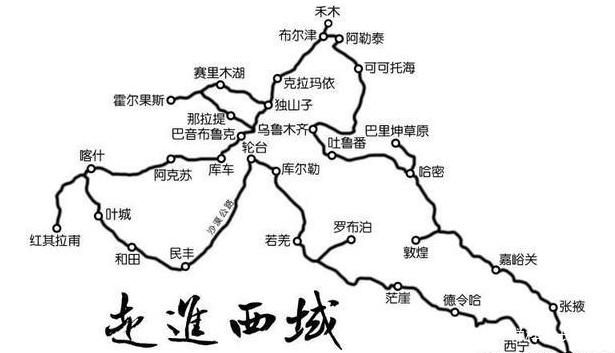 禾木
布尔津
阿勒泰
可可托海
赛里木湖
克拉玛依
霍尔果斯
独山子
那拉提
巴音布鲁克
乌鲁木齐
巴里坤草原
吐鲁番
轮台
喀什
阿克苏
库车
库尔勒
哈密
叶城
沙漠公路
红其拉甫
和田
民丰
若羌
罗布泊
敦煌
嘉峪关
茫崖
德令哈
张掖
西宁
走進西域